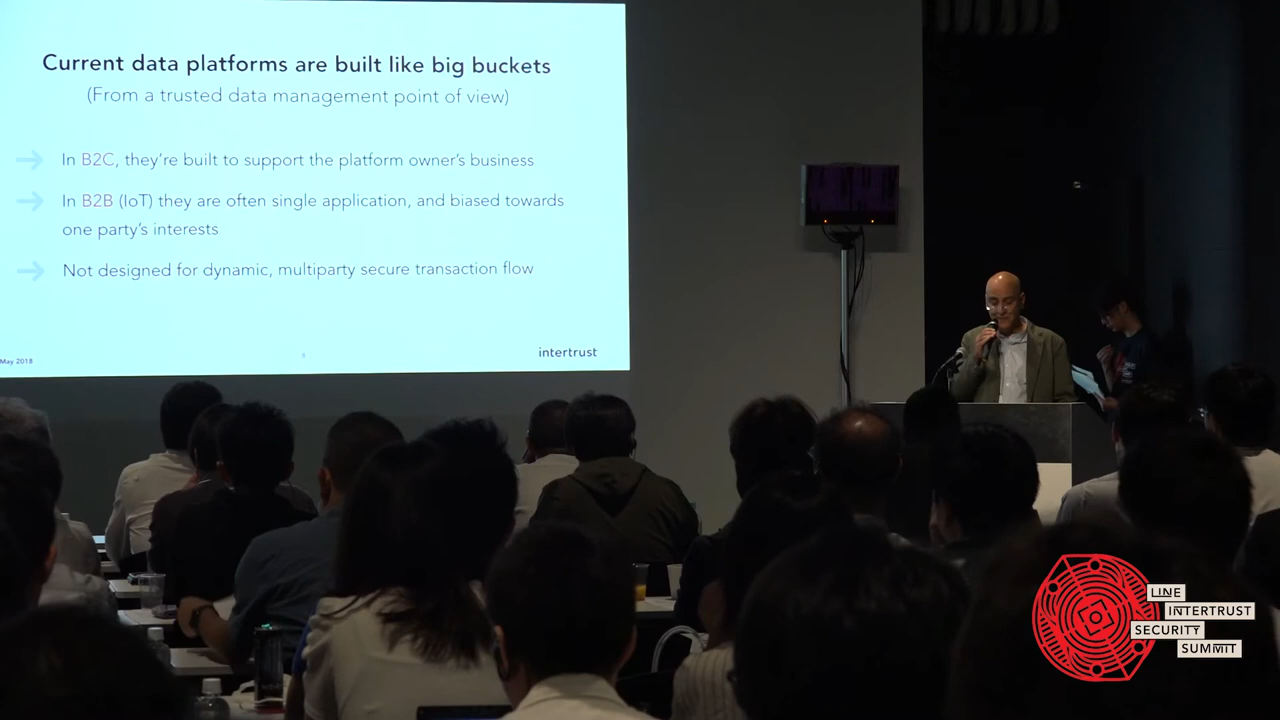 Current data platforms are built like big buckets
(From a trusted data management point of view)
In B2C, they're built to support the platform owner's business
In B2B (IoT) they are often single application, and biased towards
one party's interests
Not designed for dynamic, multiparty secure transaction flow
May 2018
intertrust
LINE
INTERTRUST
SECURITY
SUMMIT